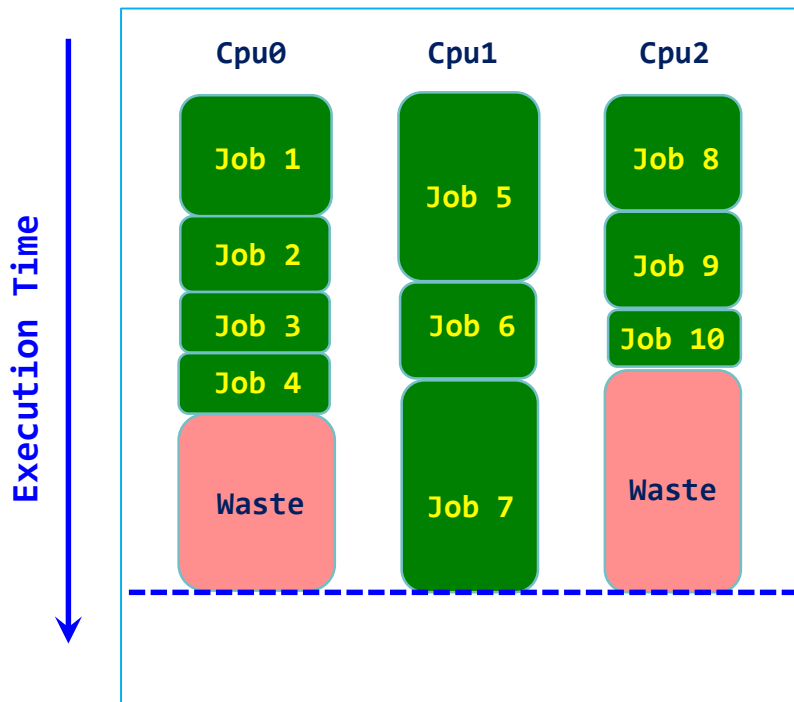 Cpu0
Cpu1
Cpu2
Execution Time
Job 1
Job 2
Job 3
Job 4
Waste
Job 5
Job 6
Job 7
Job 8
Job 9
Job 10
Waste